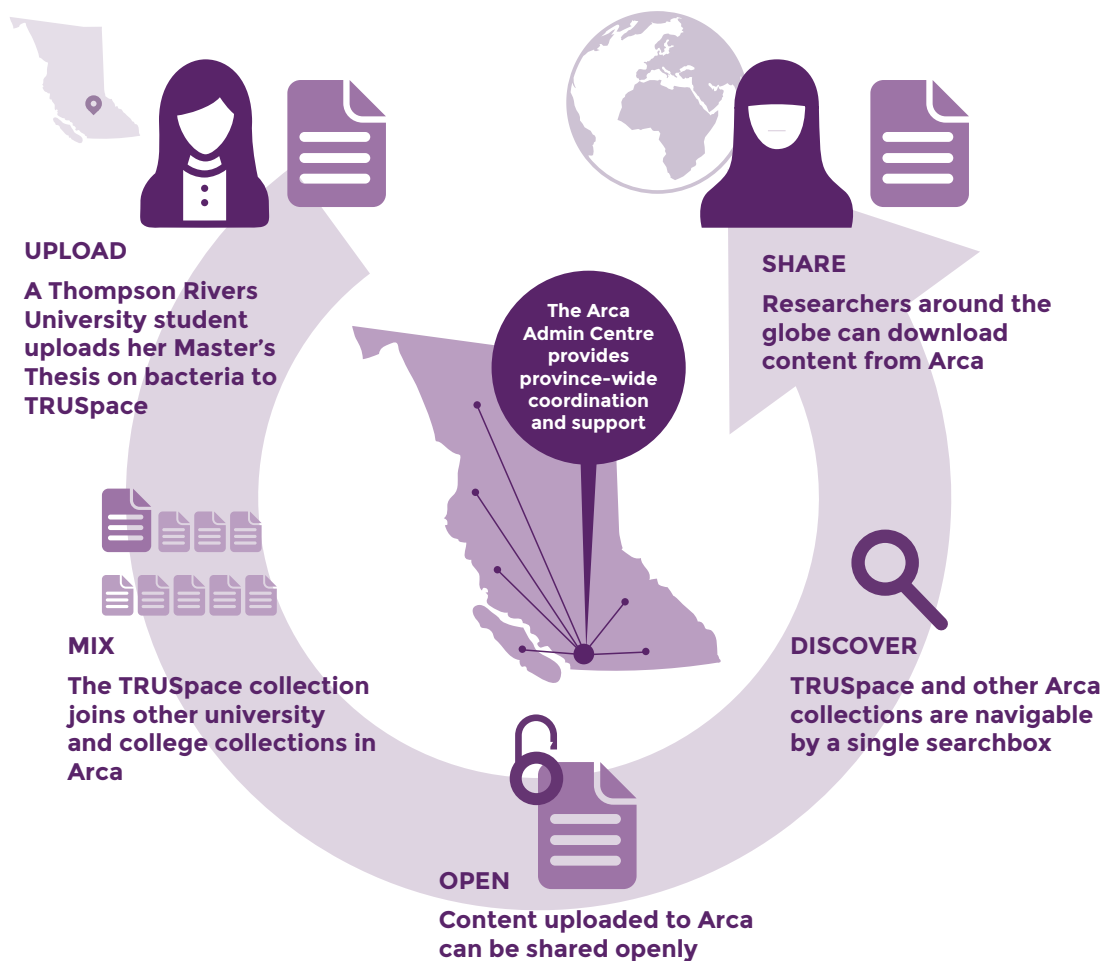 UPLOAD
A Thompson Rivers
University student
uploads her Master's
Thesis on bacteria to
TRUSpace
MIX
The TRUSpace collection
joins other university
and college collections in
Arca
OPEN
Content uploaded to Arca
can be shared openly
DISCOVER
TRUSpace and other Arca
collections are navigable
by a single searchbox
SHARE
Researchers around the
globe can download
content from Arca
The Arca
Admin Centre
provides
province-wide
coordination
and support